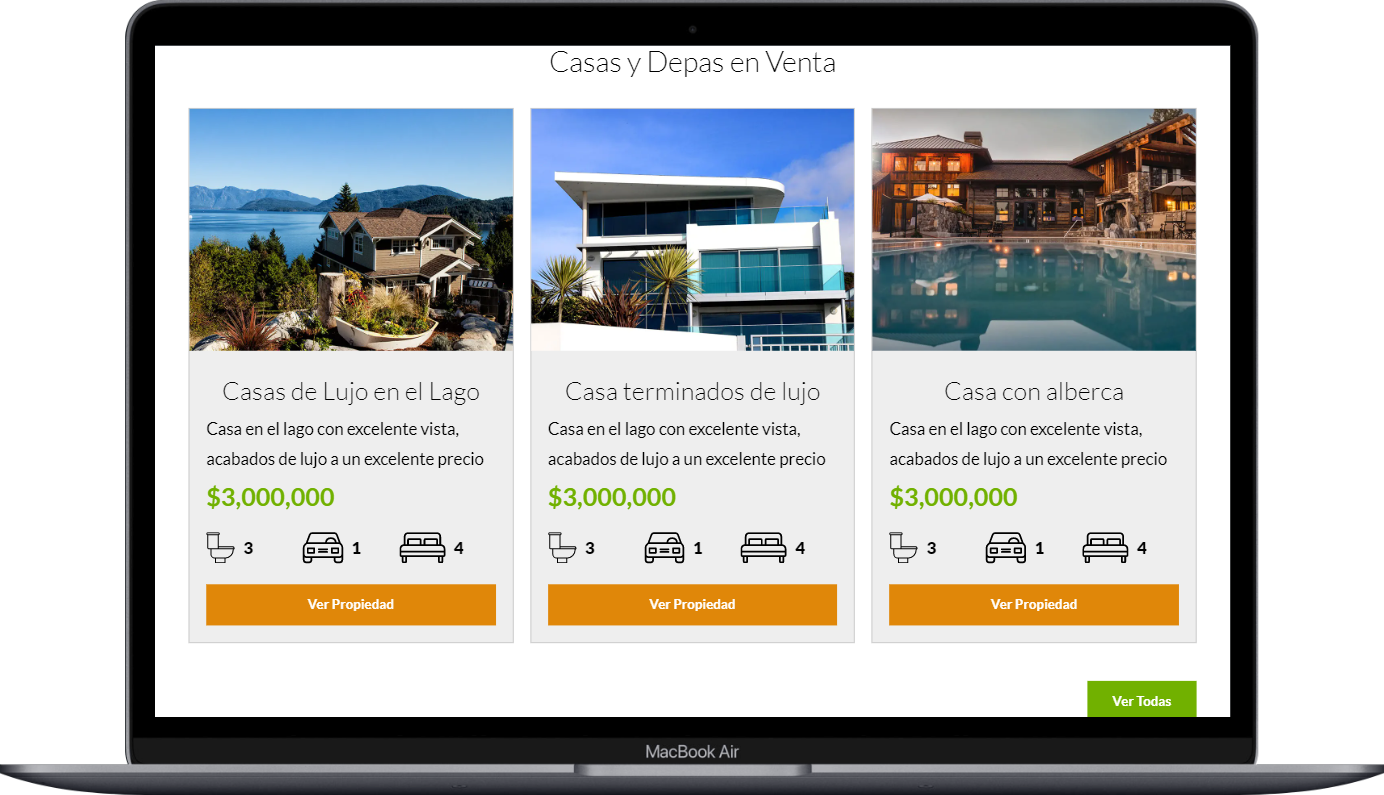 Casas y Depas en Venta
1114
Casas de Lujo en el Lago
Casa en el lago con excelente vista,
acabados de lujo a un excelente precio
$3,000,000
3 1 4
Ver Propiedad
Casa terminados de lujo
Casa en el lago con excelente vista,
acabados de lujo a un excelente precio
$3,000,000
3 1 4
Ver Propiedad
Casa con alberca
Casa en el lago con excelente vista,
acabados de lujo a un excelente precio
$3,000,000
3 1 4
Ver Propiedad
Ver Todas
MacBook Air